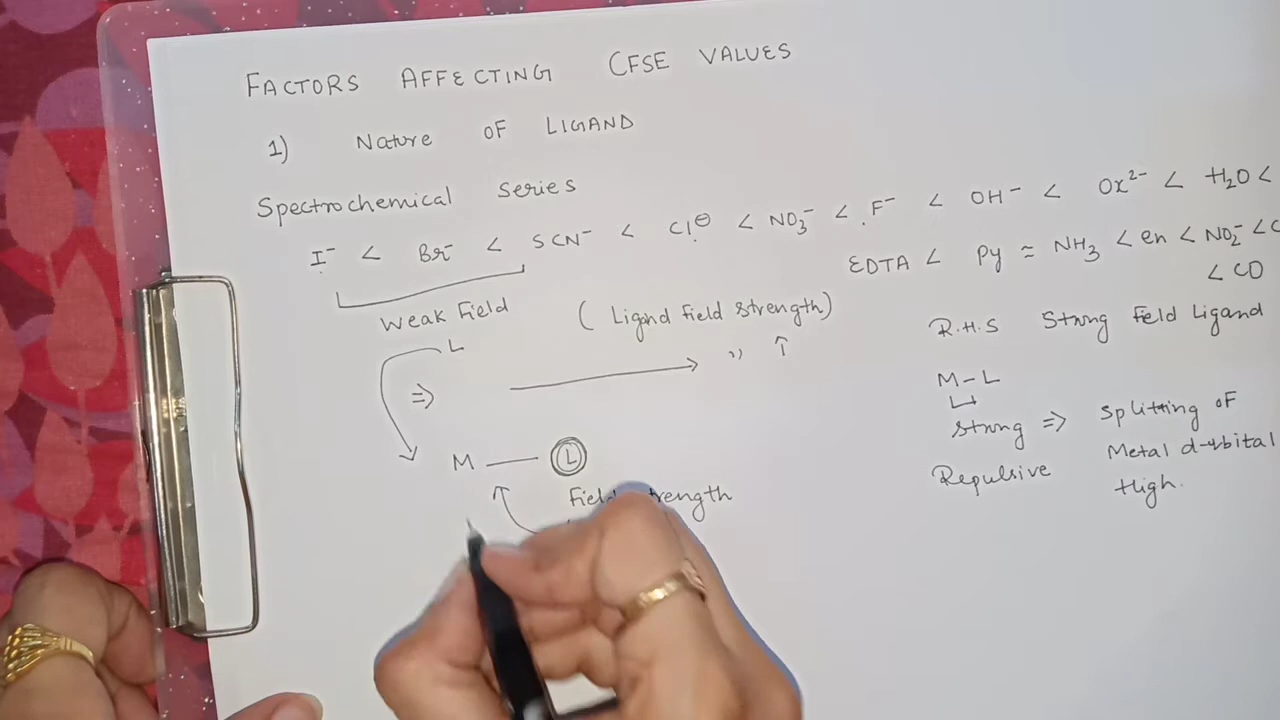 FACTORS AFFECTING CFSE VALUES
1) Nature OF LIGAND
Spectrochemical Series
I⁻ < Br⁻ < SCN⁻ < Cl⊖ < NO₃⁻ < F⁻ < OH⁻ < Ox²⁻ < H₂O <
EDTA < Py ≈ NH₃ < en < NO₂⁻ < C
< CO
Weak Field
L
(Ligand field strength)
" ↑
⇒
M — L
Field
R.H.S Strong Field Ligand
M-L
Strong ⇒ Splitting OF
Repulsive Metal d-orbital
High.